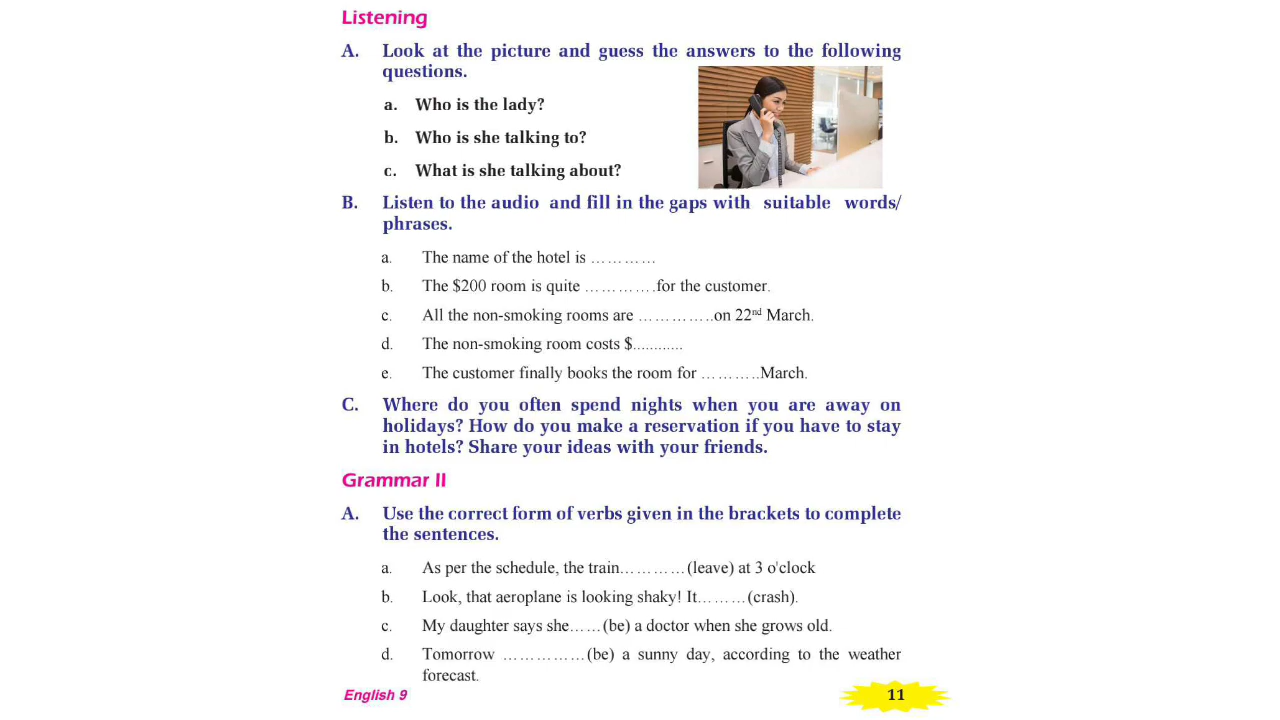 Listening
A. Look at the picture and guess the answers to the following
questions.
a. Who is the lady?
b. Who is she talking to?
c. What is she talking about?
B. Listen to the audio and fill in the gaps with suitable words/
phrases.
a. The name of the hotel is …………
b. The $200 room is quite ………….for the customer.
c. All the non-smoking rooms are …………..on 22nd March.
d. The non-smoking room costs $............
e. The customer finally books the room for ………..March.
C. Where do you often spend nights when you are away on
holidays? How do you make a reservation if you have to stay
in hotels? Share your ideas with your friends.
Grammar II
A. Use the correct form of verbs given in the brackets to complete
the sentences.
a. As per the schedule, the train…………(leave) at 3 o'clock
b. Look, that aeroplane is looking shaky! It………(crash).
c. My daughter says she……(be) a doctor when she grows old.
d. Tomorrow ……………(be) a sunny day, according to the weather
forecast.
English 9 11